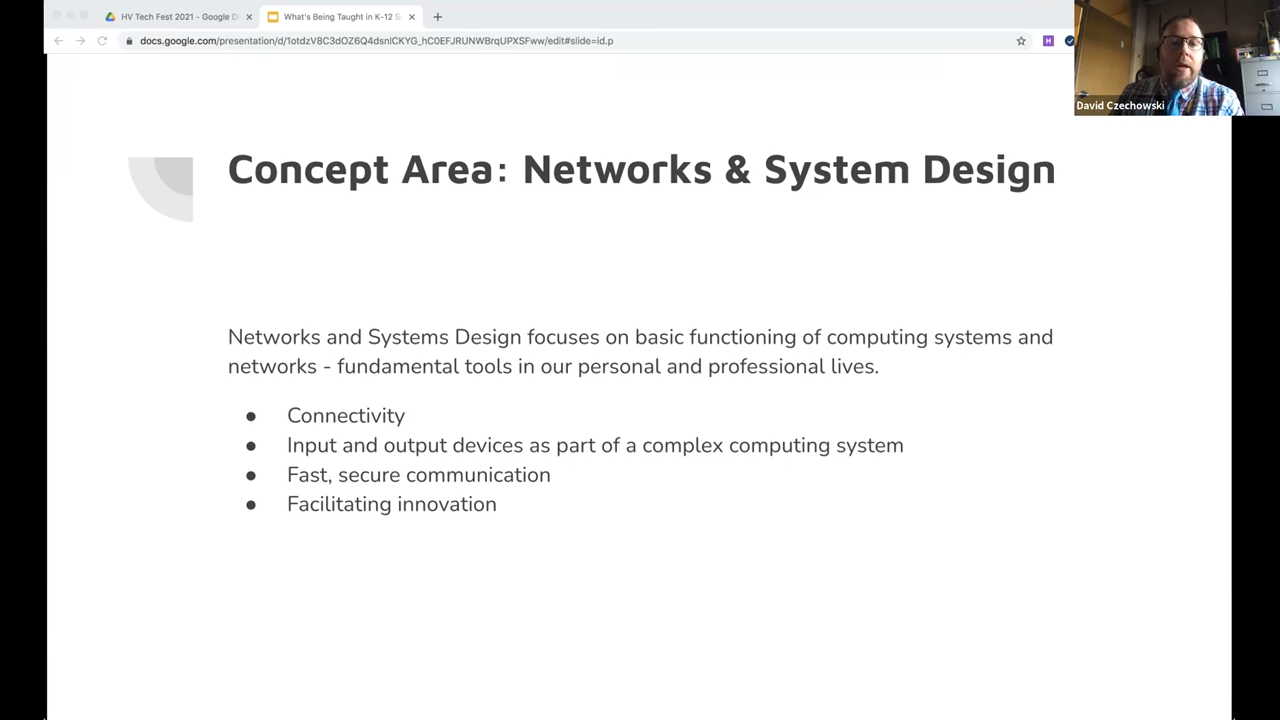 HV Tech Fest 2021 - Google D
What's Being Taught in K-12 S
docs.google.com/presentation/d/1otdzV8C3dOZ6Q4dsnlCKYG_hC0EFJRUNWBrqUPXSFww/edit#slide=id.p
H
David Czechowski
Concept Area: Networks & System Design
Networks and Systems Design focuses on basic functioning of computing systems and
networks - fundamental tools in our personal and professional lives.
● Connectivity
● Input and output devices as part of a complex computing system
● Fast, secure communication
● Facilitating innovation